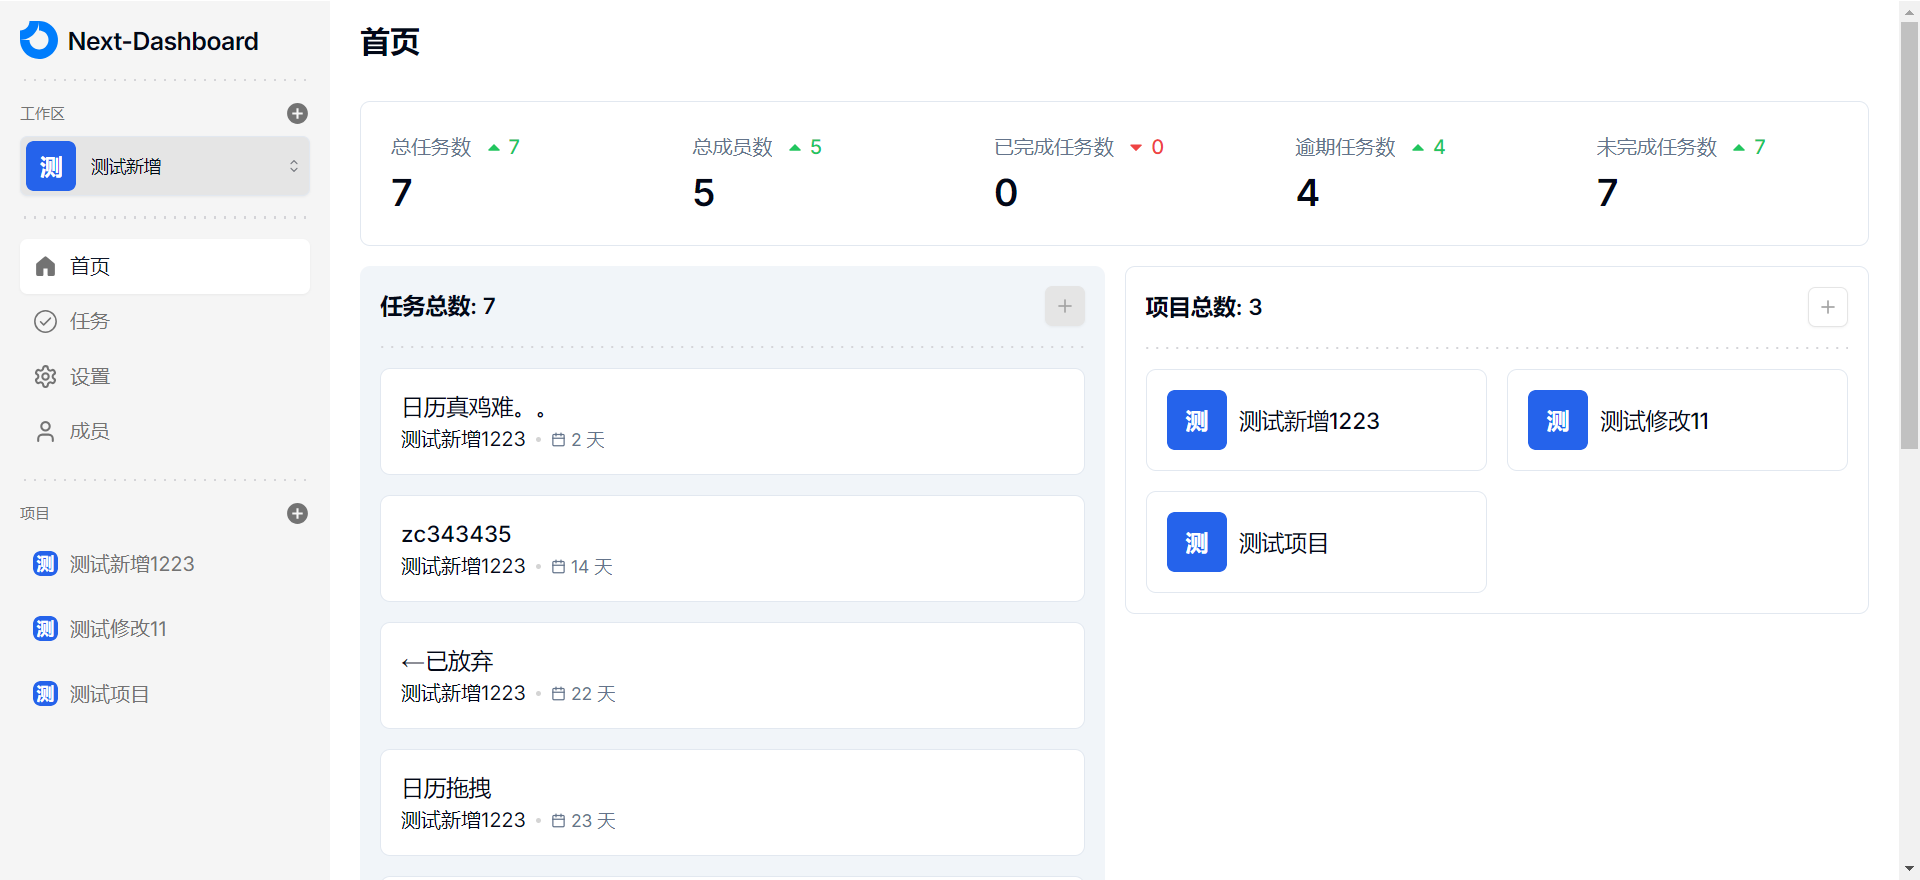 Next-Dashboard
工作区
测 测试新增
首页
任务
设置
成员
项目
测 测试新增1223
测 测试修改11
测 测试项目
首页
总任务数 7
7
总成员数 5
5
已完成任务数 0
0
逾期任务数 4
4
未完成任务数 7
7
任务总数: 7
日历真鸡难。。
测试新增1223 • 2 天
zc343435
测试新增1223 • 14 天
←已放弃
测试新增1223 • 22 天
日历拖拽
测试新增1223 • 23 天
项目总数: 3
测 测试新增1223
测 测试修改11
测 测试项目